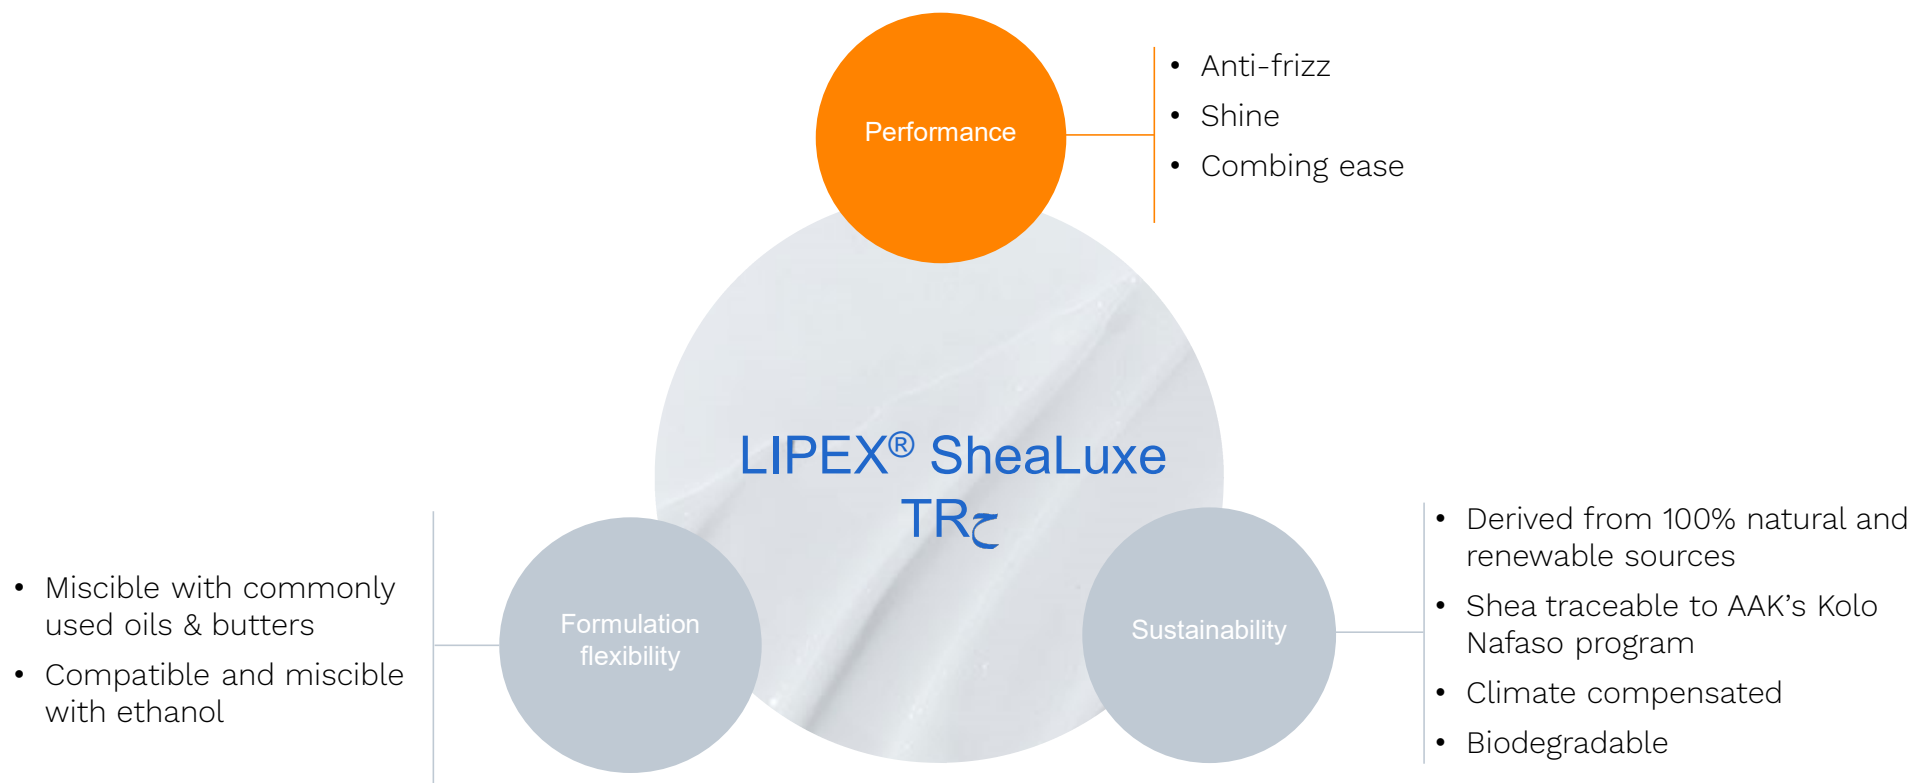 Performance
• Anti-frizz
• Shine
• Combing ease
LIPEX® SheaLuxe
TRح
Formulation
flexibility
• Miscible with commonly
used oils & butters
• Compatible and miscible
with ethanol
Sustainability
• Derived from 100% natural and
renewable sources
• Shea traceable to AAK’s Kolo
Nafaso program
• Climate compensated
• Biodegradable